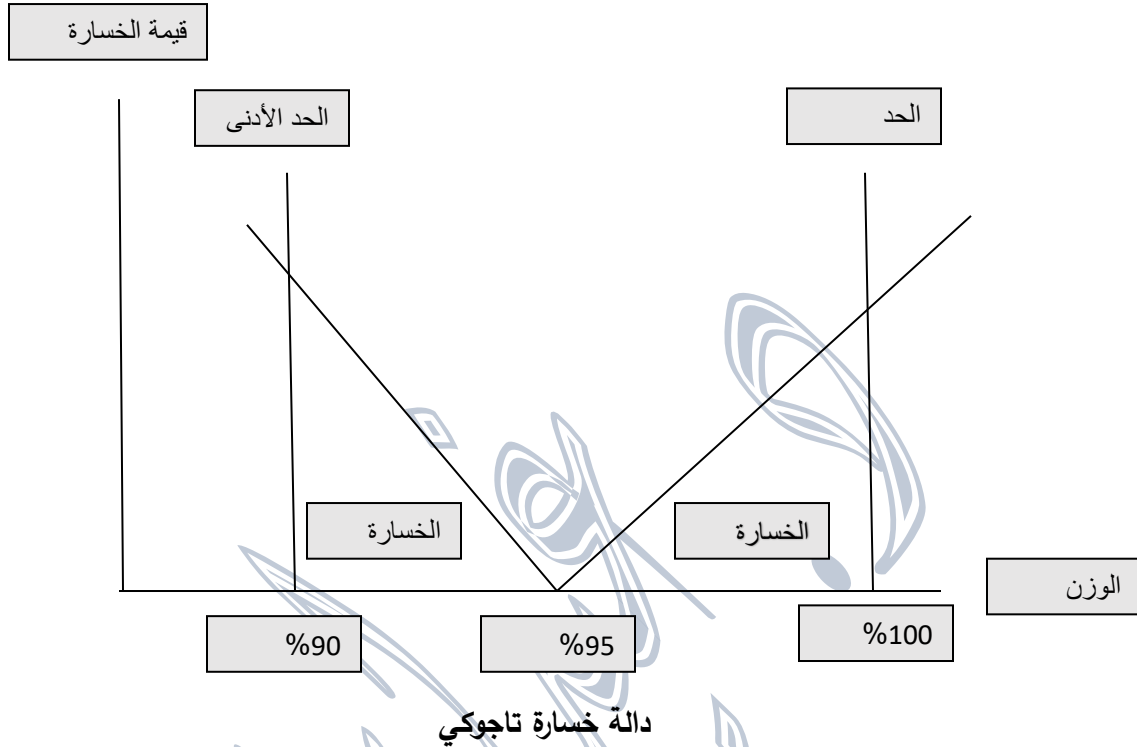 قيمة الخسارة
الحد الأدنى
الحد
الخسارة
الخسارة
الوزن
%90
%95
%100
دالة خسارة تاجوكي